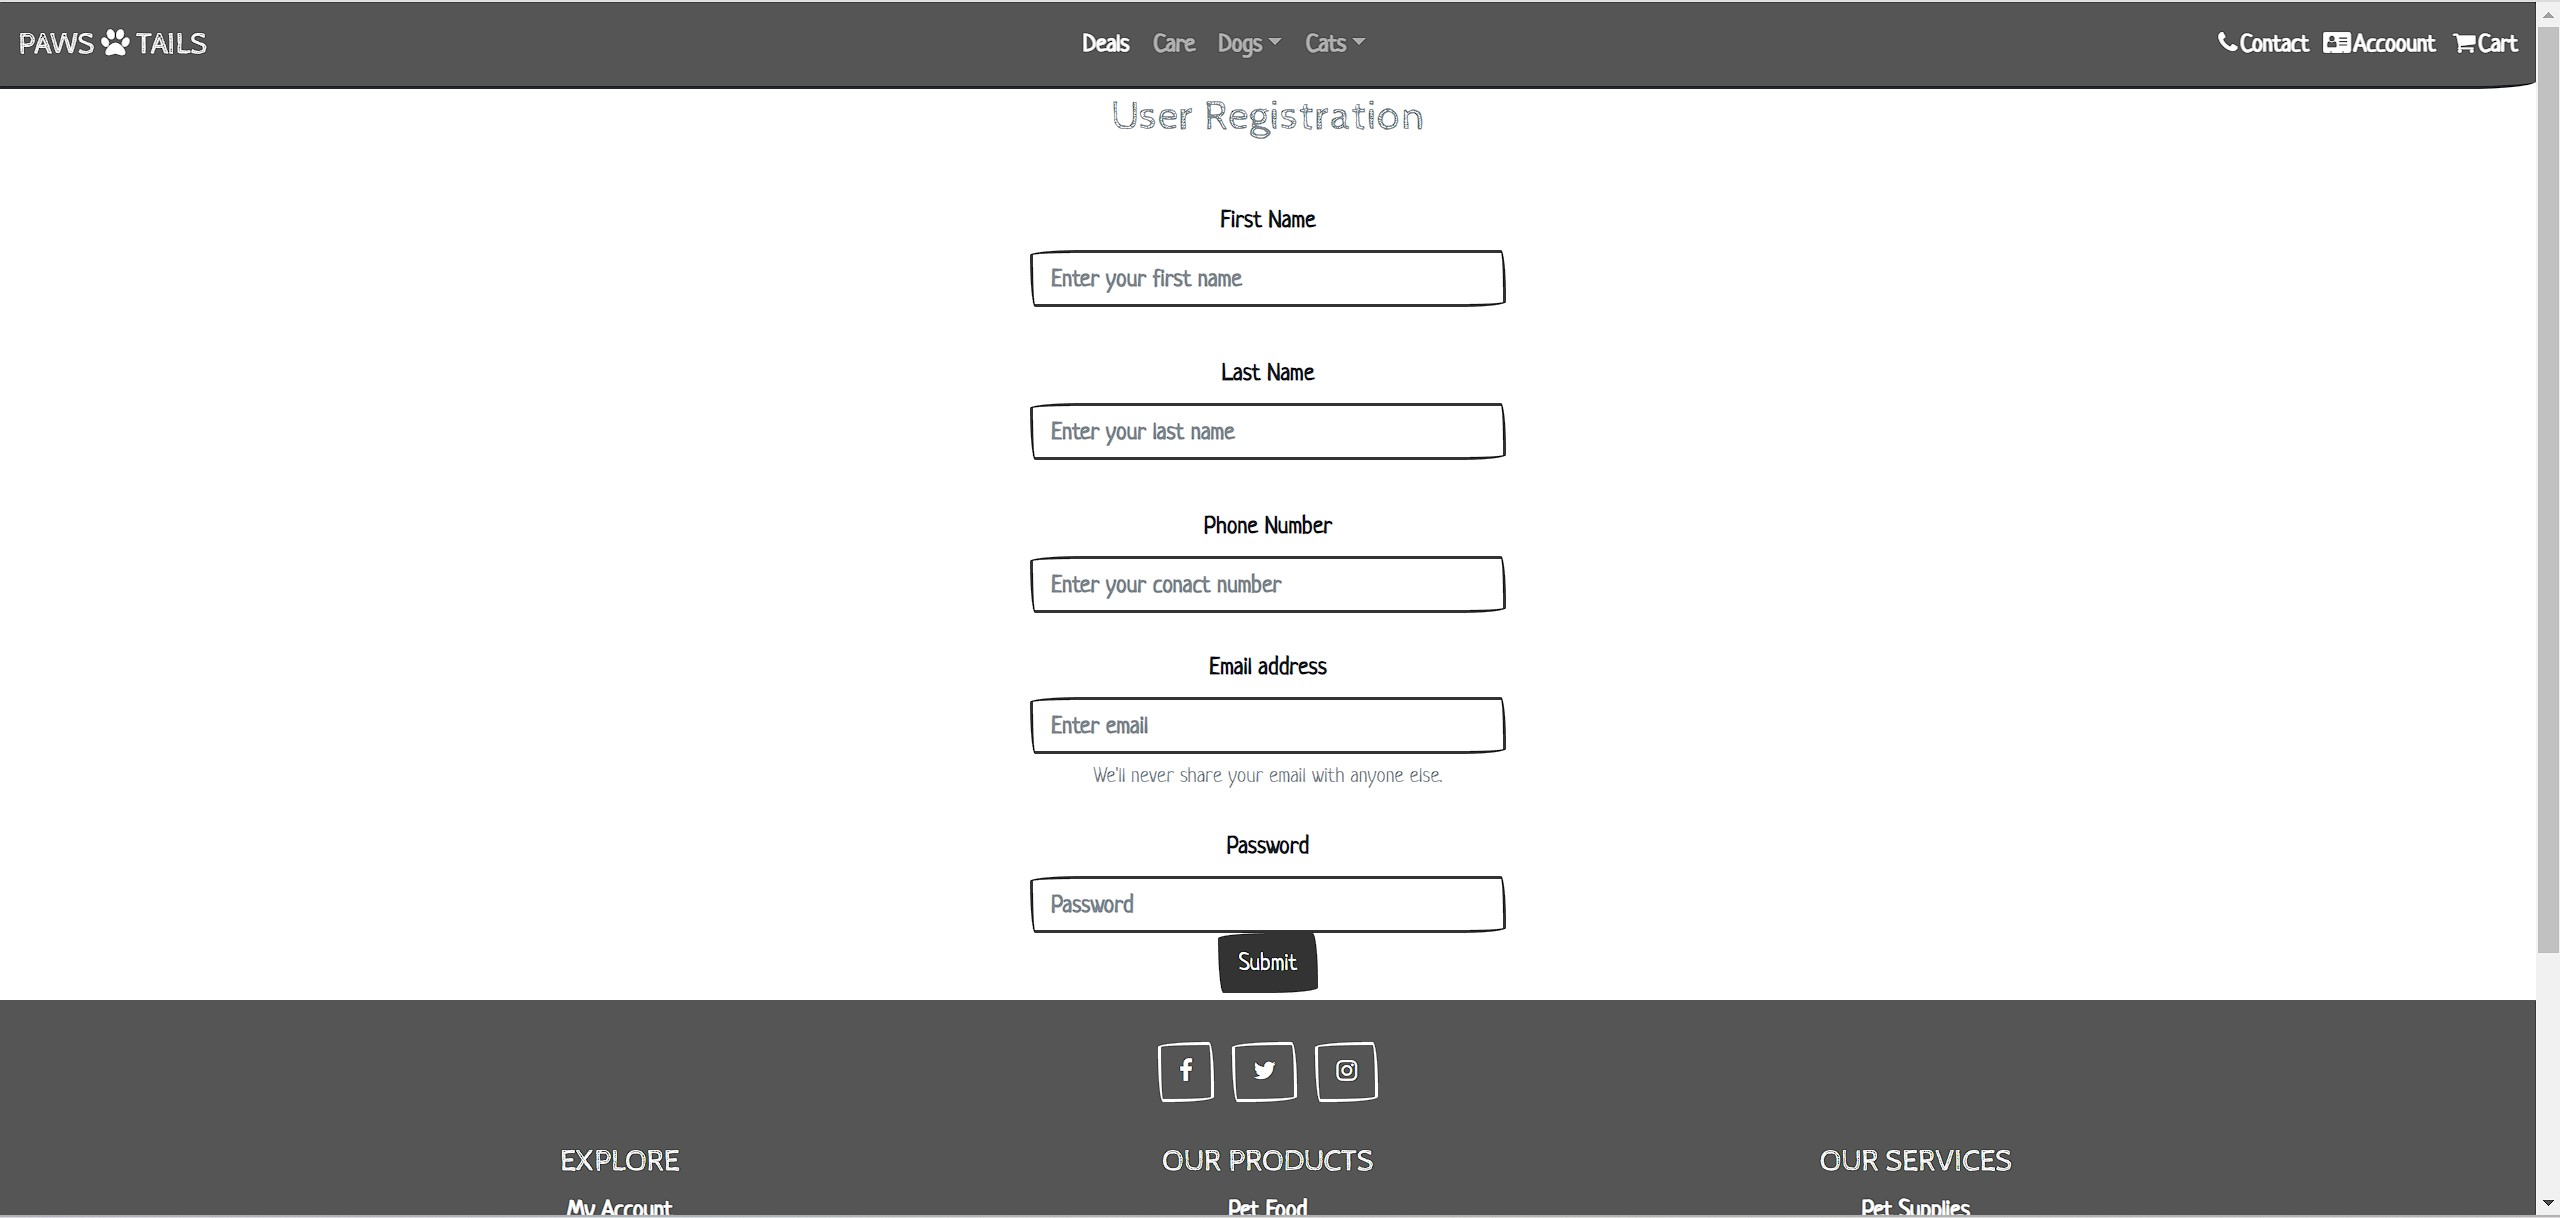 PAWS TAILS
Deals Care Dogs Cats
Contact Accoount Cart
User Registration
First Name
Enter your first name
Last Name
Enter your last name
Phone Number
Enter your conact number
Email address
Enter email
We'll never share your email with anyone else.
Password
Password
Submit
EXPLORE OUR PRODUCTS OUR SERVICES
My Account Pet Food Pet Supplies